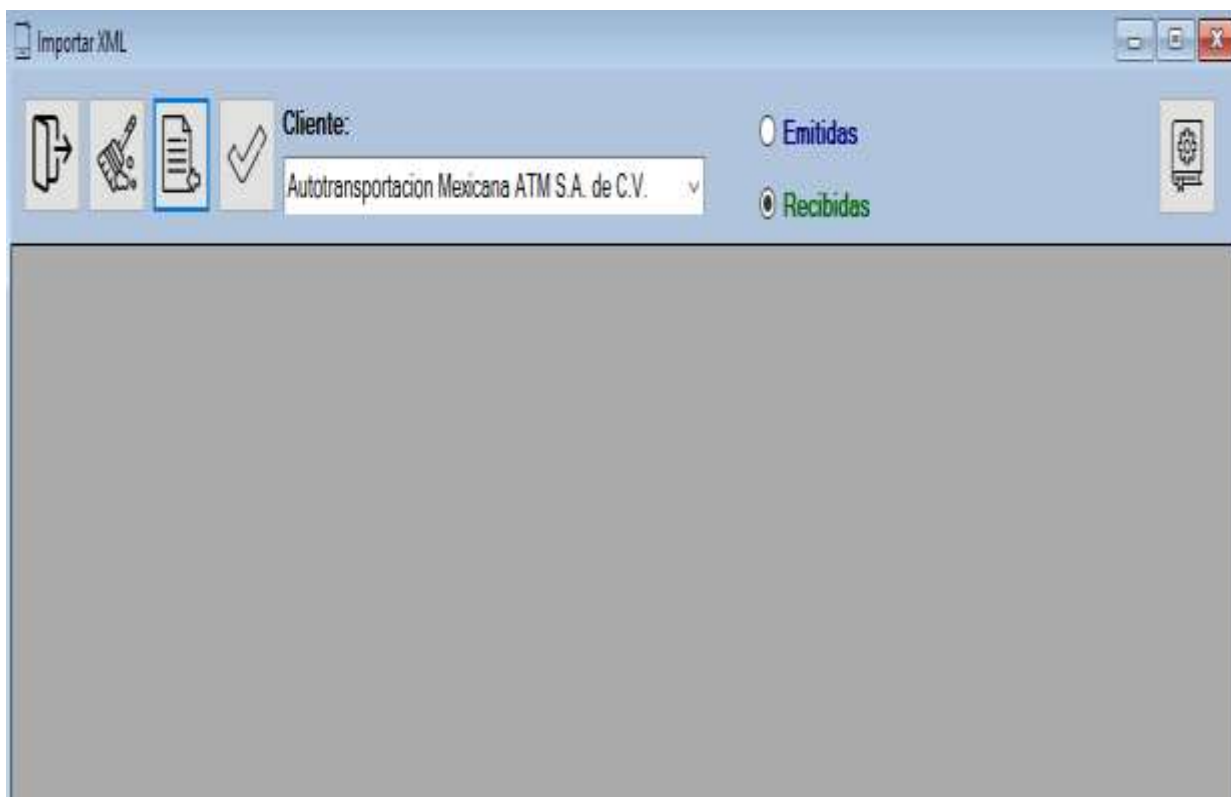 Importar XML
Cliente:
Autotransportacion Mexicana ATM S.A. de C.V.
Emitidas
Recibidas